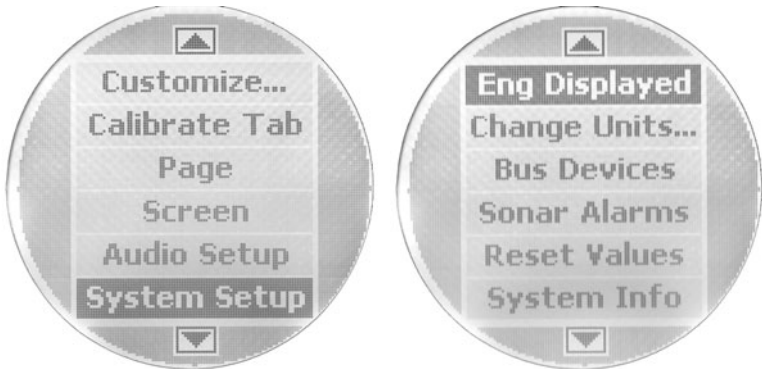 Customize...
Calibrate Tab
Page
Screen
Audio Setup
System Setup
Eng Displayed
Change Units...
Bus Devices
Sonar Alarms
Reset Values
System Info